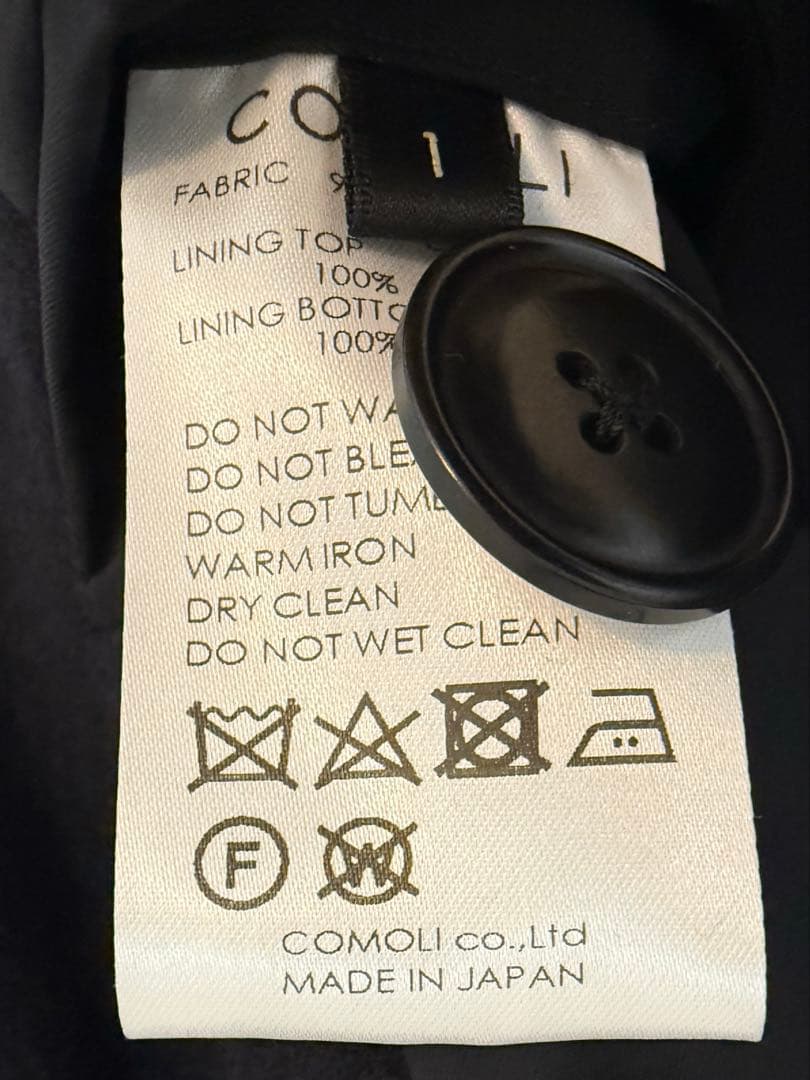 1
FABRIC
LINING TOP
100%
LINING
100%
DO NOT
DO NOT
DO NOT
WARM IRON
DRY CLEAN
DO NOT WET CLEAN
F
W
COMOLI co.,Ltd
MADE IN JAPAN